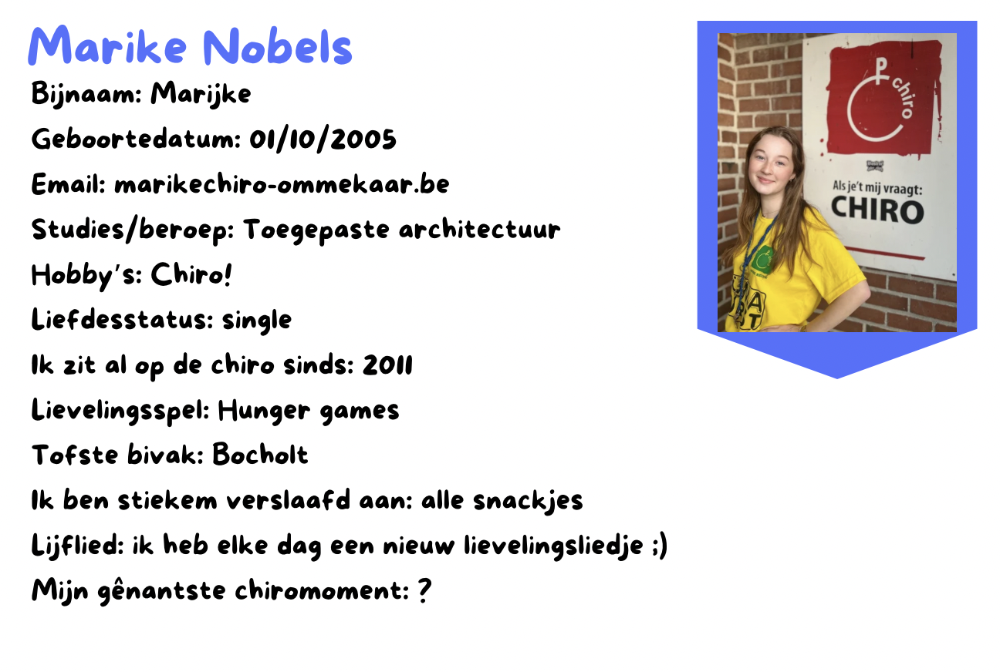 Marike Nobels
Bijnaam: Marijke
Geboortedatum: 01/10/2005
Email: marikechiro-ommekaar.be
Studies/beroep: Toegepaste architectuur
Hobby's: Chiro!
Liefdesstatus: single
Ik zit al op de chiro sinds: 2011
Lievelingsspel: Hunger games
Tofste bivak: Bocholt
Ik ben stiekem verslaafd aan: alle snackjes
Lijflied: ik heb elke dag een nieuw lievelingsliedje ;)
Mijn gênantste chiromoment: ?
chiro
Als je't mij vraagt:
CHIRO